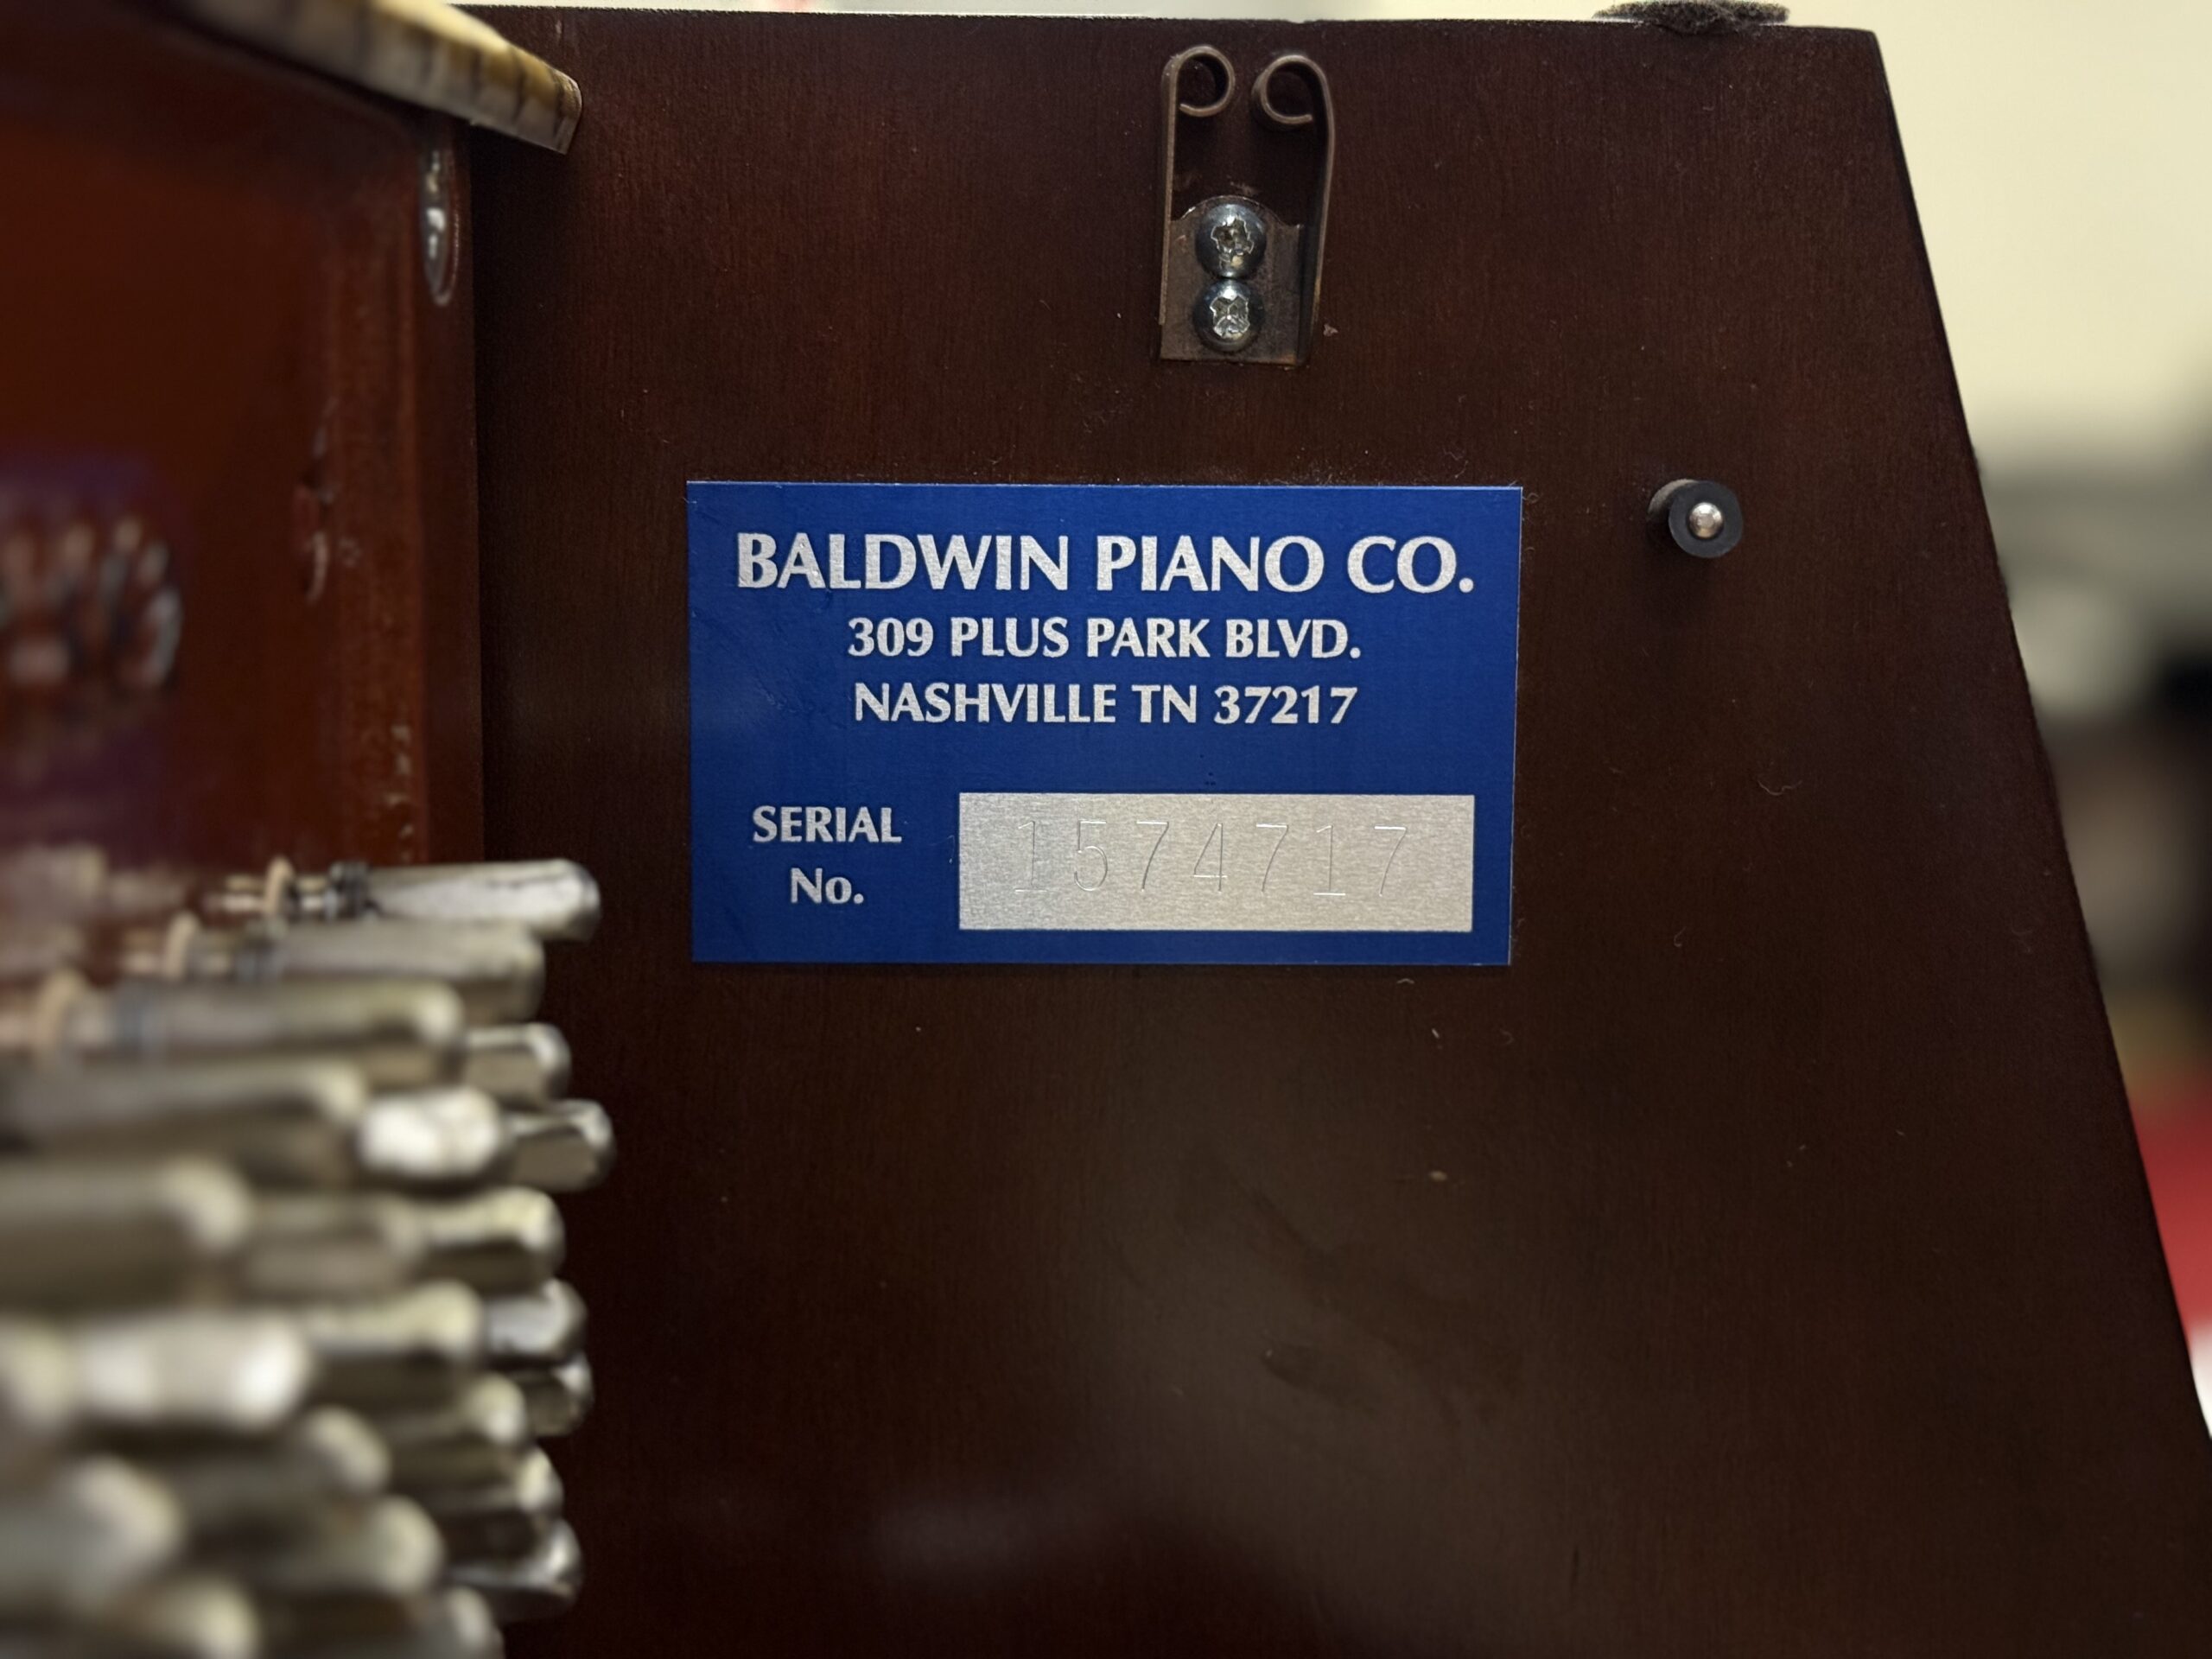 BALDWIN PIANO CO.
309 PLUS PARK BLVD.
NASHVILLE TN 37217
SERIAL
No.
1574717